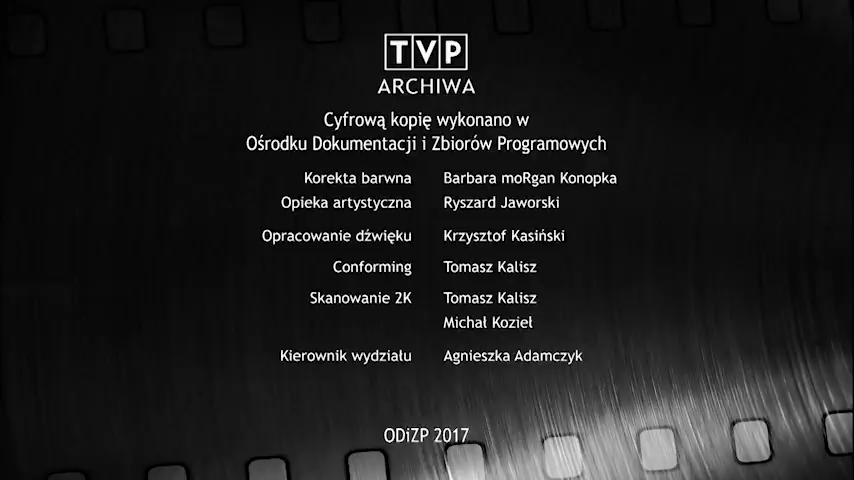 TVP
ARCHIWA
Cyfrową kopię wykonano w
Ośrodku Dokumentacji i Zbiorów Programowych
Korekta barwna Barbara moRgan Konopka
Opieka artystyczna Ryszard Jaworski
Opracowanie dźwięku Krzysztof Kasiński
Conforming Tomasz Kalisz
Skanowanie 2K Tomasz Kalisz
Michał Kozieł
Kierownik wydziału Agnieszka Adamczyk
ODiZP 2017